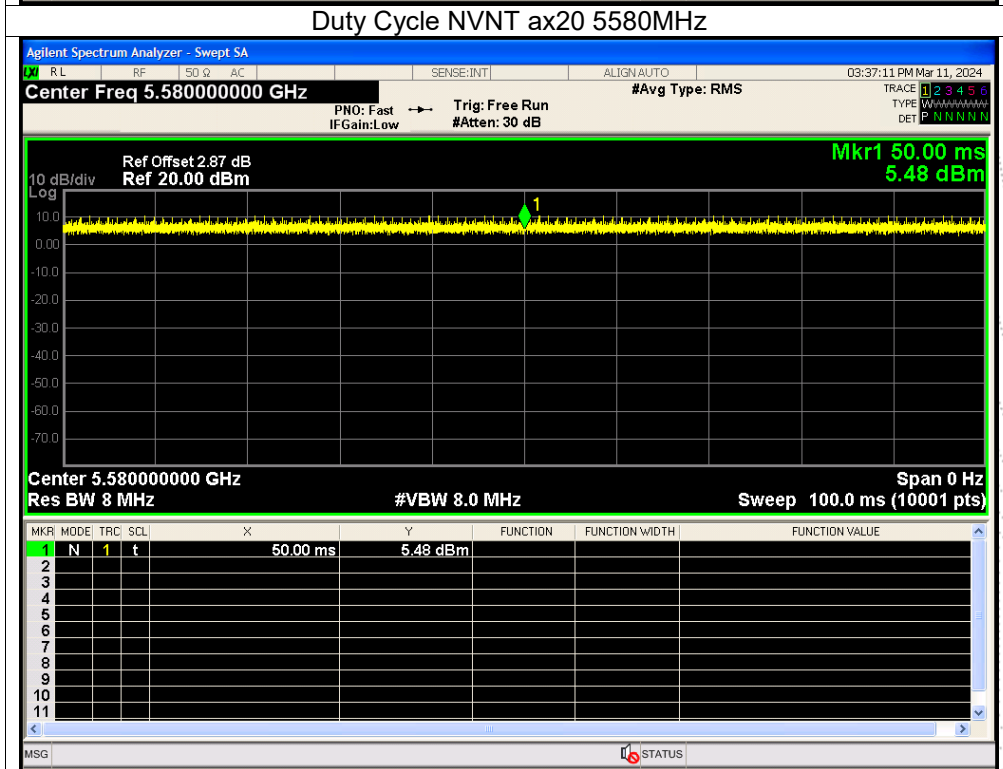 Duty Cycle NVNT ax20 5580MHz
Agilent Spectrum Analyzer - Swept SA
LXI RL RF 50 Ω AC SENSE:INT ALIGN AUTO 03:37:11 PM Mar 11, 2024
Center Freq 5.580000000 GHz #Avg Type: RMS TRACE 1 2 3 4 5 6
PNO: Fast Trig: Free Run TYPE WWWWWW
IFGain:Low #Atten: 30 dB DET P N N N N N
Mkr1 50.00 ms
Ref Offset 2.87 dB
10 dB/div Ref 20.00 dBm 5.48 dBm
Log
1
10.0
0.00
-10.0
-20.0
-30.0
-40.0
-50.0
-60.0
-70.0
Center 5.580000000 GHz Span 0 Hz
Res BW 8 MHz #VBW 8.0 MHz Sweep 100.0 ms (10001 pts)
MKR MODE TRC SCL X Y FUNCTION FUNCTION WIDTH FUNCTION VALUE
1 N 1 t 50.00 ms 5.48 dBm
2
3
4
5
6
7
8
9
10
11
MSG STATUS